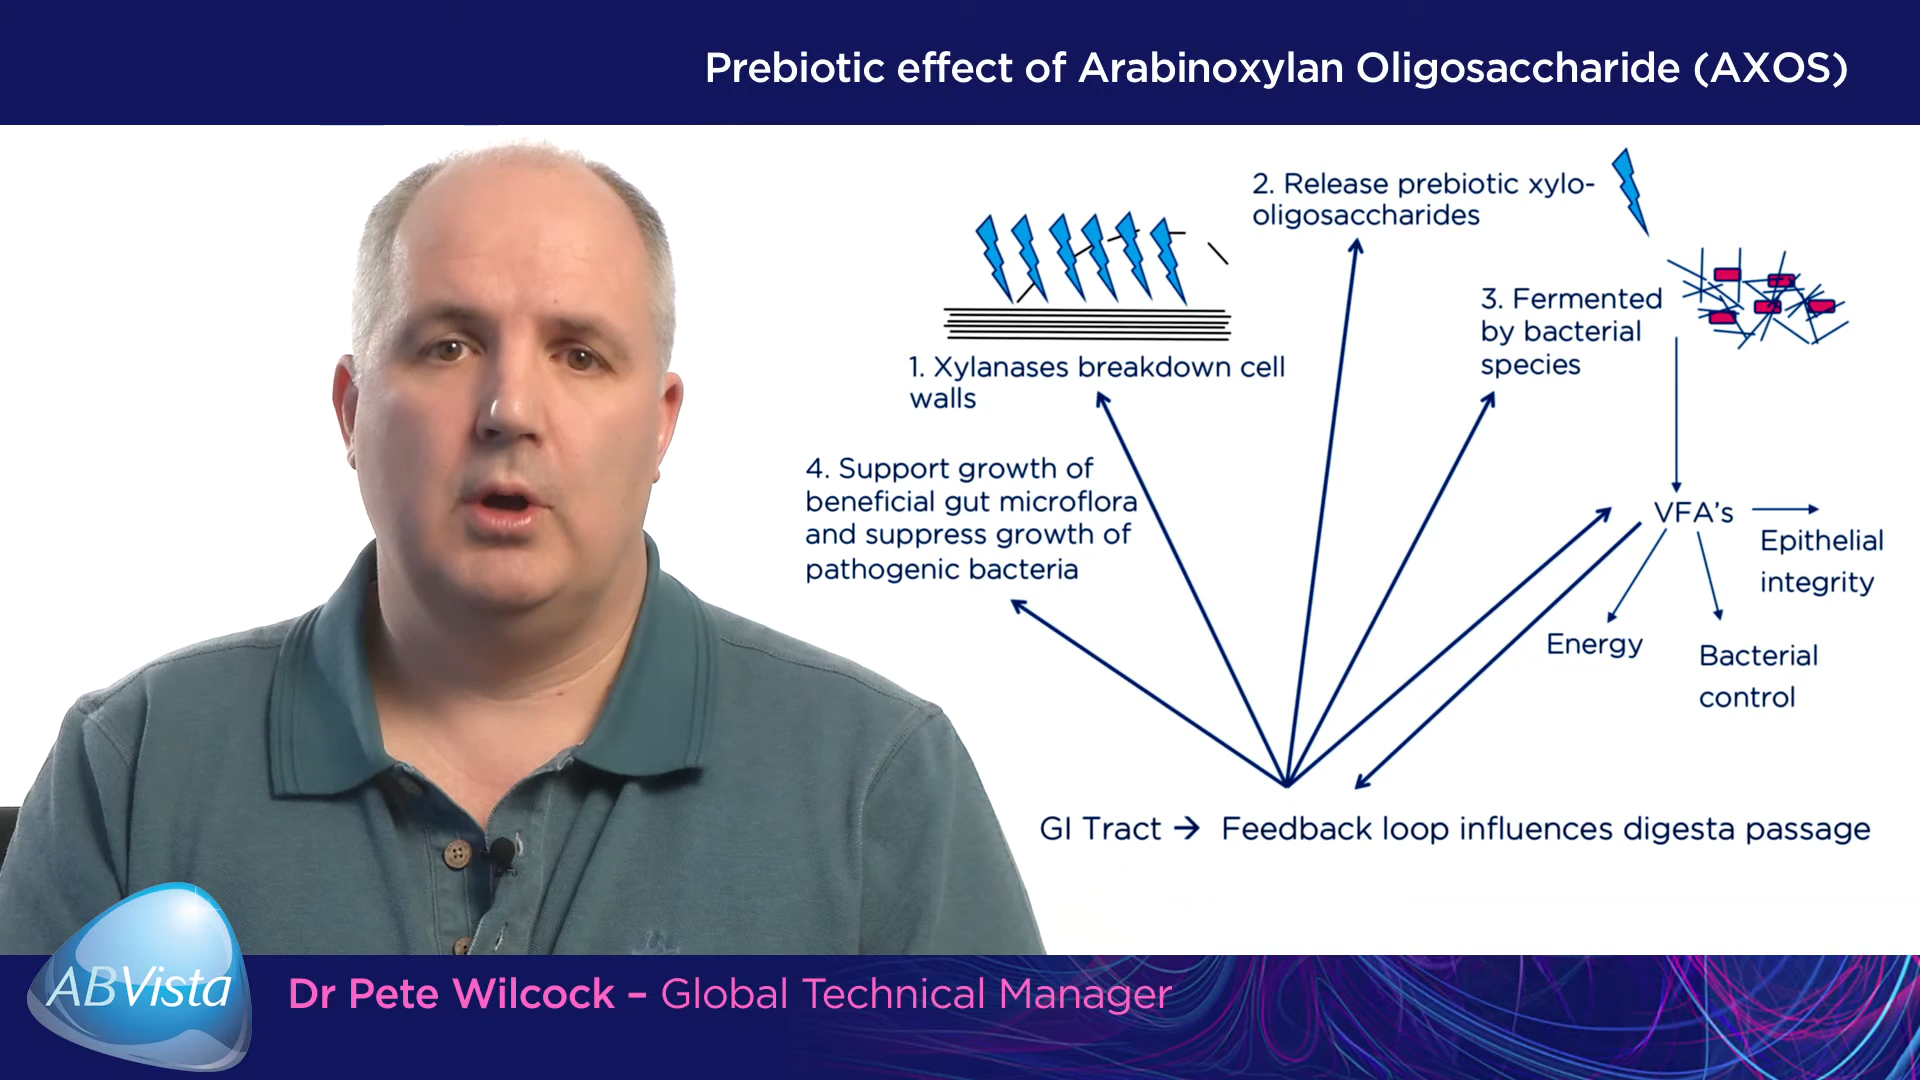 Prebiotic effect of Arabinoxylan Oligosaccharide (AXOS)
2. Release prebiotic xylo-
oligosaccharides
3. Fermented
by bacterial
species
1. Xylanases breakdown cell
walls
4. Support growth of
beneficial gut microflora
and suppress growth of
pathogenic bacteria
VFA's
Epithelial
integrity
Energy
Bacterial
control
GI Tract → Feedback loop influences digesta passage
ABVista
Dr Pete Wilcock – Global Technical Manager